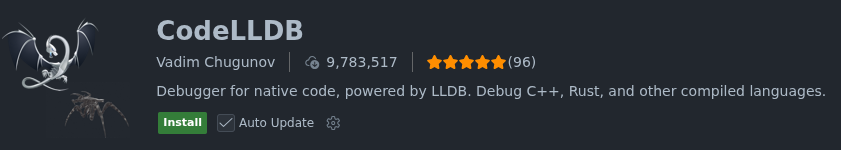 CodeLLDB
Vadim Chugunov 9,783,517 (96)
Debugger for native code, powered by LLDB. Debug C++, Rust, and other compiled languages.
Install Auto Update